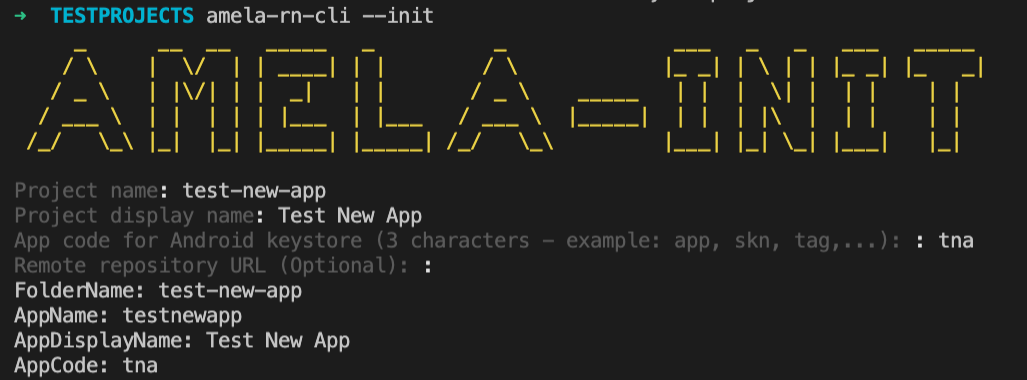 → TESTPROJECTS amela-rn-cli --init
AMELA-INIT
Project name: test-new-app
Project display name: Test New App
App code for Android keystore (3 characters - example: app, skn, tag,...): : tna
Remote repository URL (Optional): :
FolderName: test-new-app
AppName: testnewapp
AppDisplayName: Test New App
AppCode: tna